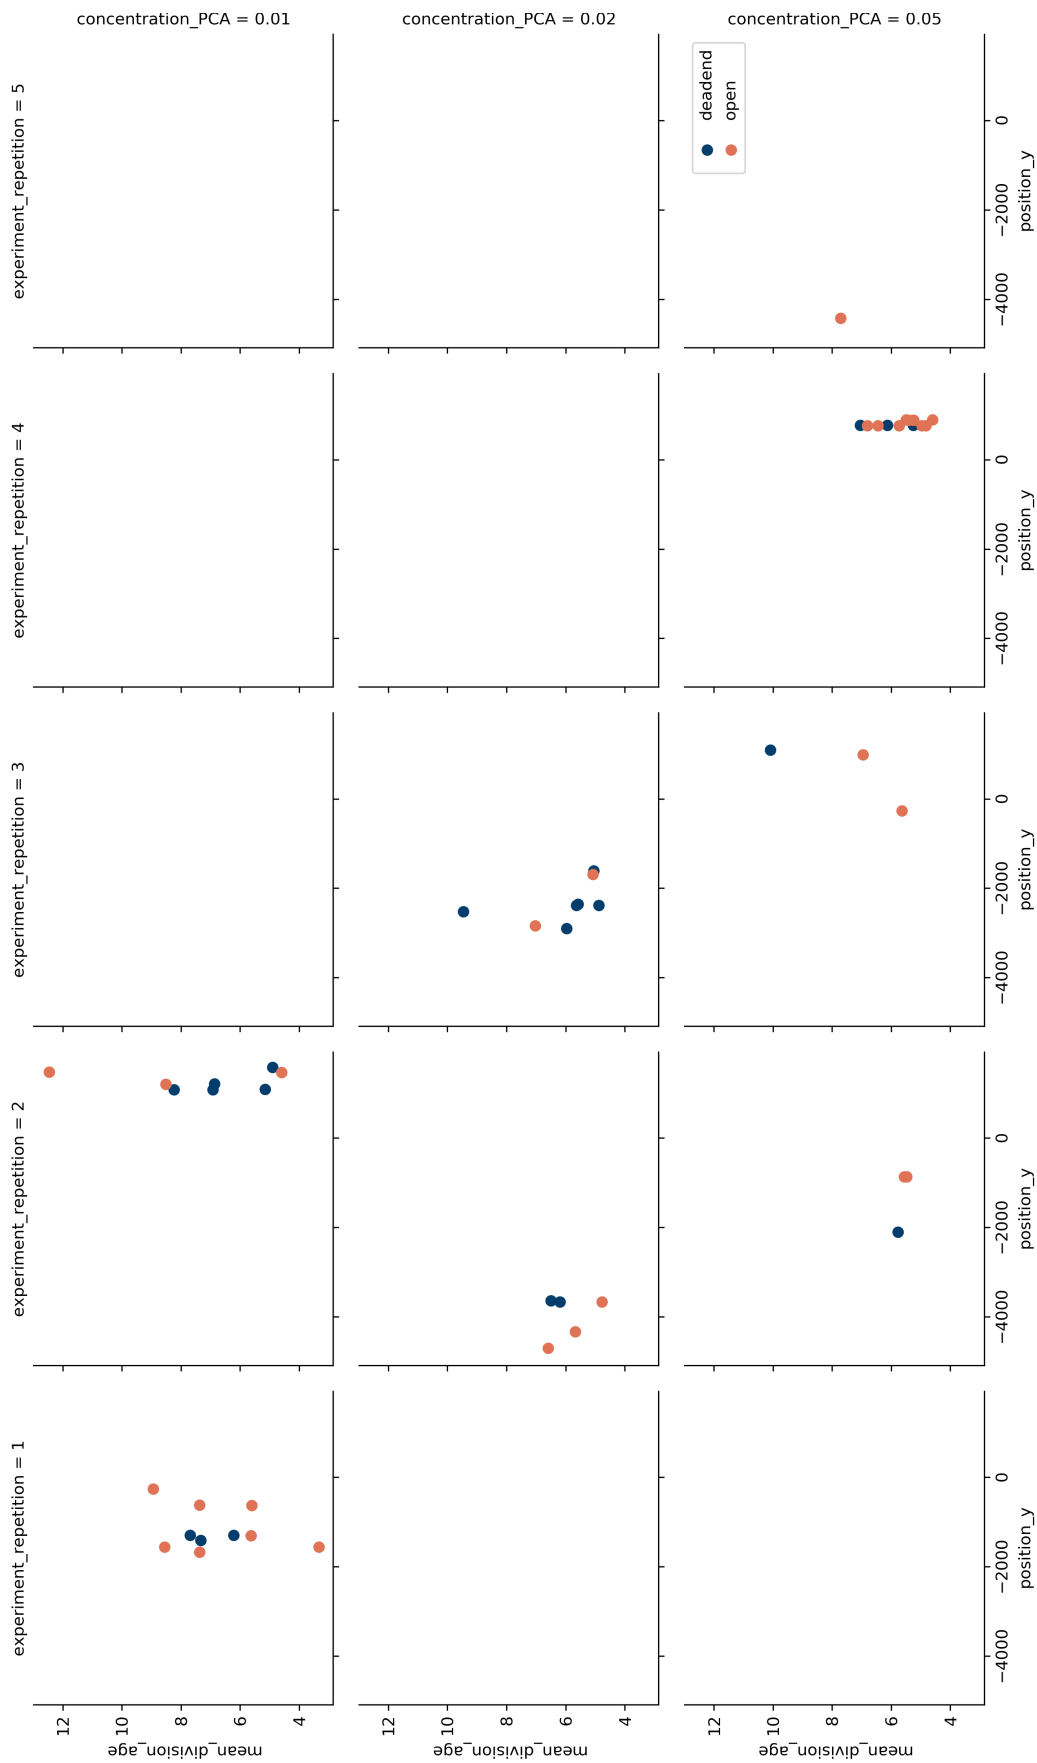 experiment_repetition = 1
experiment_repetition = 2
experiment_repetition = 3
experiment_repetition = 4
experiment_repetition = 5
mean_division_age
12
10
8
6
4
concentration_PCA = 0.01
mean_division_age
12
10
8
6
4
concentration_PCA = 0.02
mean_division_age
12
10
8
6
4
concentration_PCA = 0.05
deadend
open
−4000
−2000
0
position_y
−4000
−2000
0
position_y
−4000
−2000
0
position_y
−4000
−2000
0
position_y
−4000
−2000
0
position_y